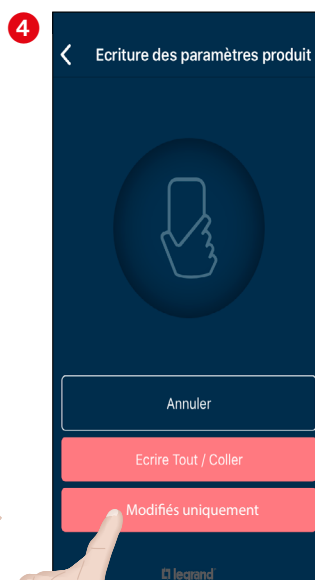 4
Ecriture des paramètres produit
Annuler
Ecrire Tout / Coller
Modifiés uniquement
legrand